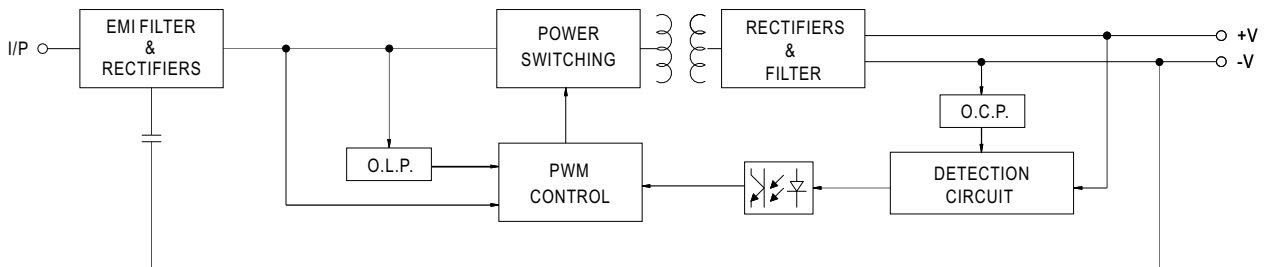 I/P
EMI FILTER
&
RECTIFIERS
POWER
SWITCHING
RECTIFIERS
&
FILTER
+V
-V
O.C.P.
O.L.P.
PWM
CONTROL
DETECTION
CIRCUIT